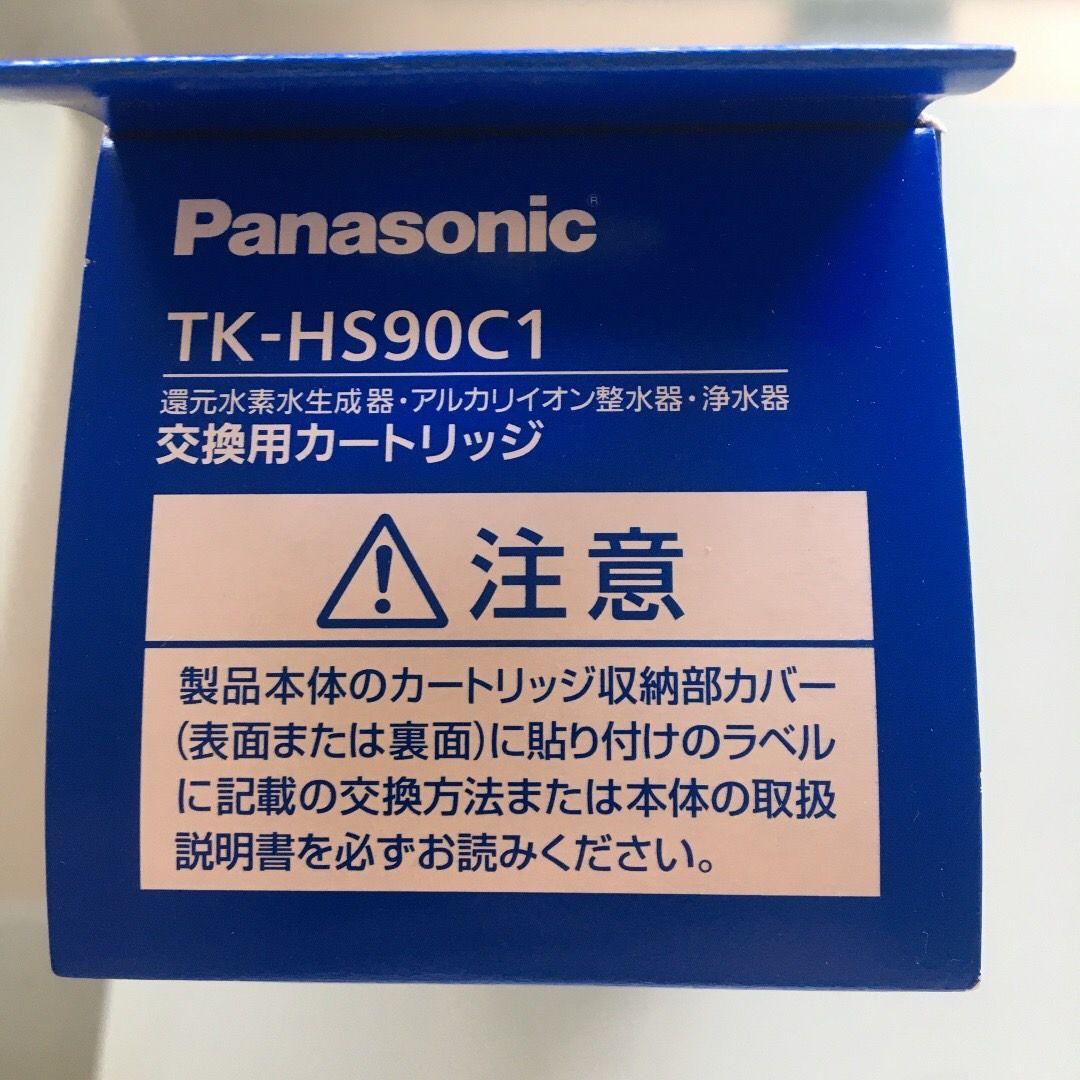 Panasonic®
TK-HS90C1
還元水素水生成器・アルカリイオン整水器・浄水器
交換用カートリッジ
注意
製品本体のカートリッジ収納部カバー
(表面または裏面)に貼り付けのラベル
に記載の交換方法または本体の取扱
説明書を必ずお読みください。